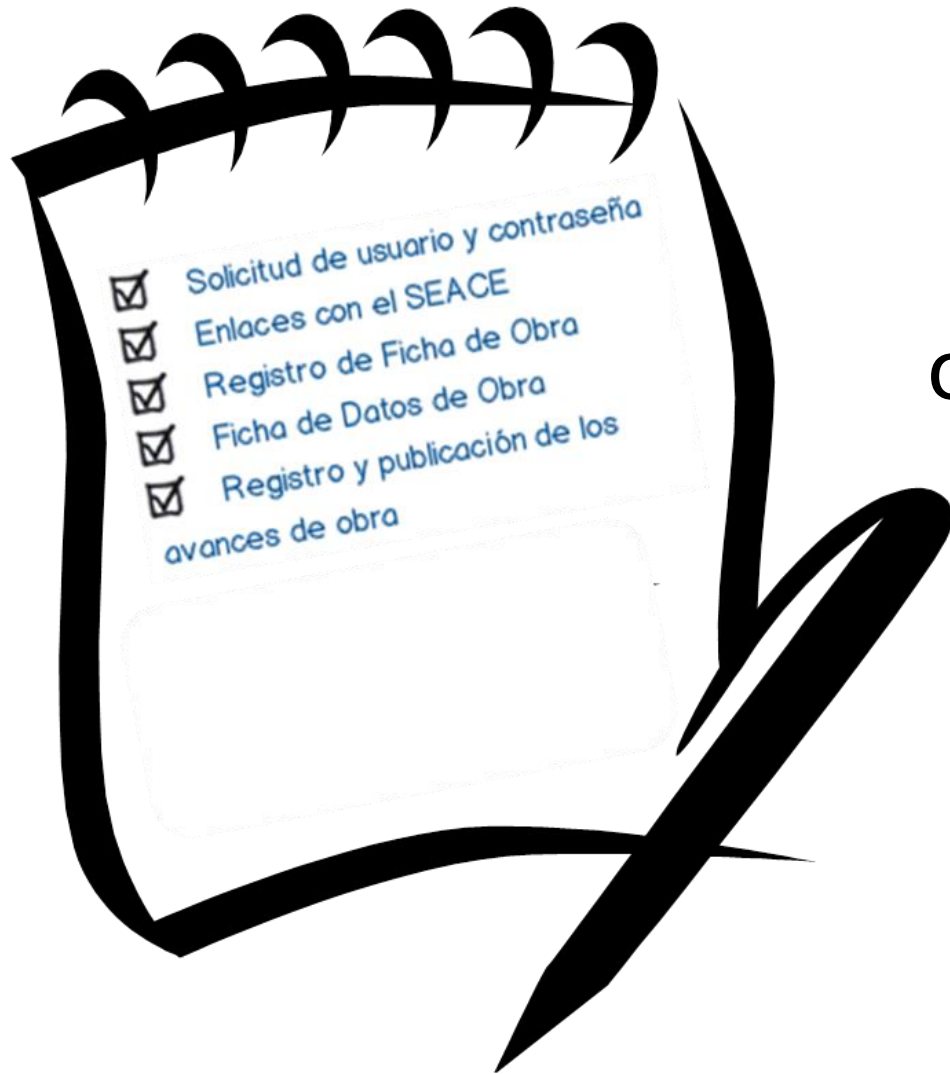 Solicitud de usuario y contraseña
Enlaces con el SEACE
Registro de Ficha de Obra
Ficha de Datos de Obra
Registro y publicación de los
avances de obra